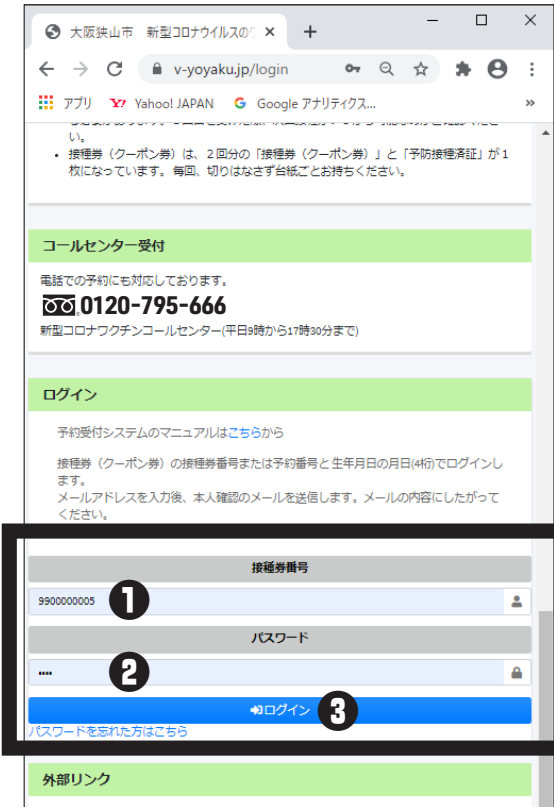 大阪狭山市 新型コロナウイルスの
v-yoyaku.jp/login
アプリ Yahoo! JAPAN Google アナリティクス...
い。
• 接種券（クーポン券）は、２回分の「接種券（クーポン券）」と「予防接種済証」が１
枚になっています。毎回、切りはなさず台紙ごとお持ちください。
コールセンター受付
電話での予約にも対応しております。
0120-795-666
新型コロナワクチンコールセンター(平日9時から17時30分まで)
ログイン
予約受付システムのマニュアルはこちらから
接種券（クーポン券）の接種券番号または予約番号と生年月日の月日(4桁)でログインし
ます。
メールアドレスを入力後、本人確認のメールを送信します。メールの内容にしたがって
ください。
接種券番号
9900000005 1
パスワード
•••• 2
ログイン 3
パスワードを忘れた方はこちら
外部リンク